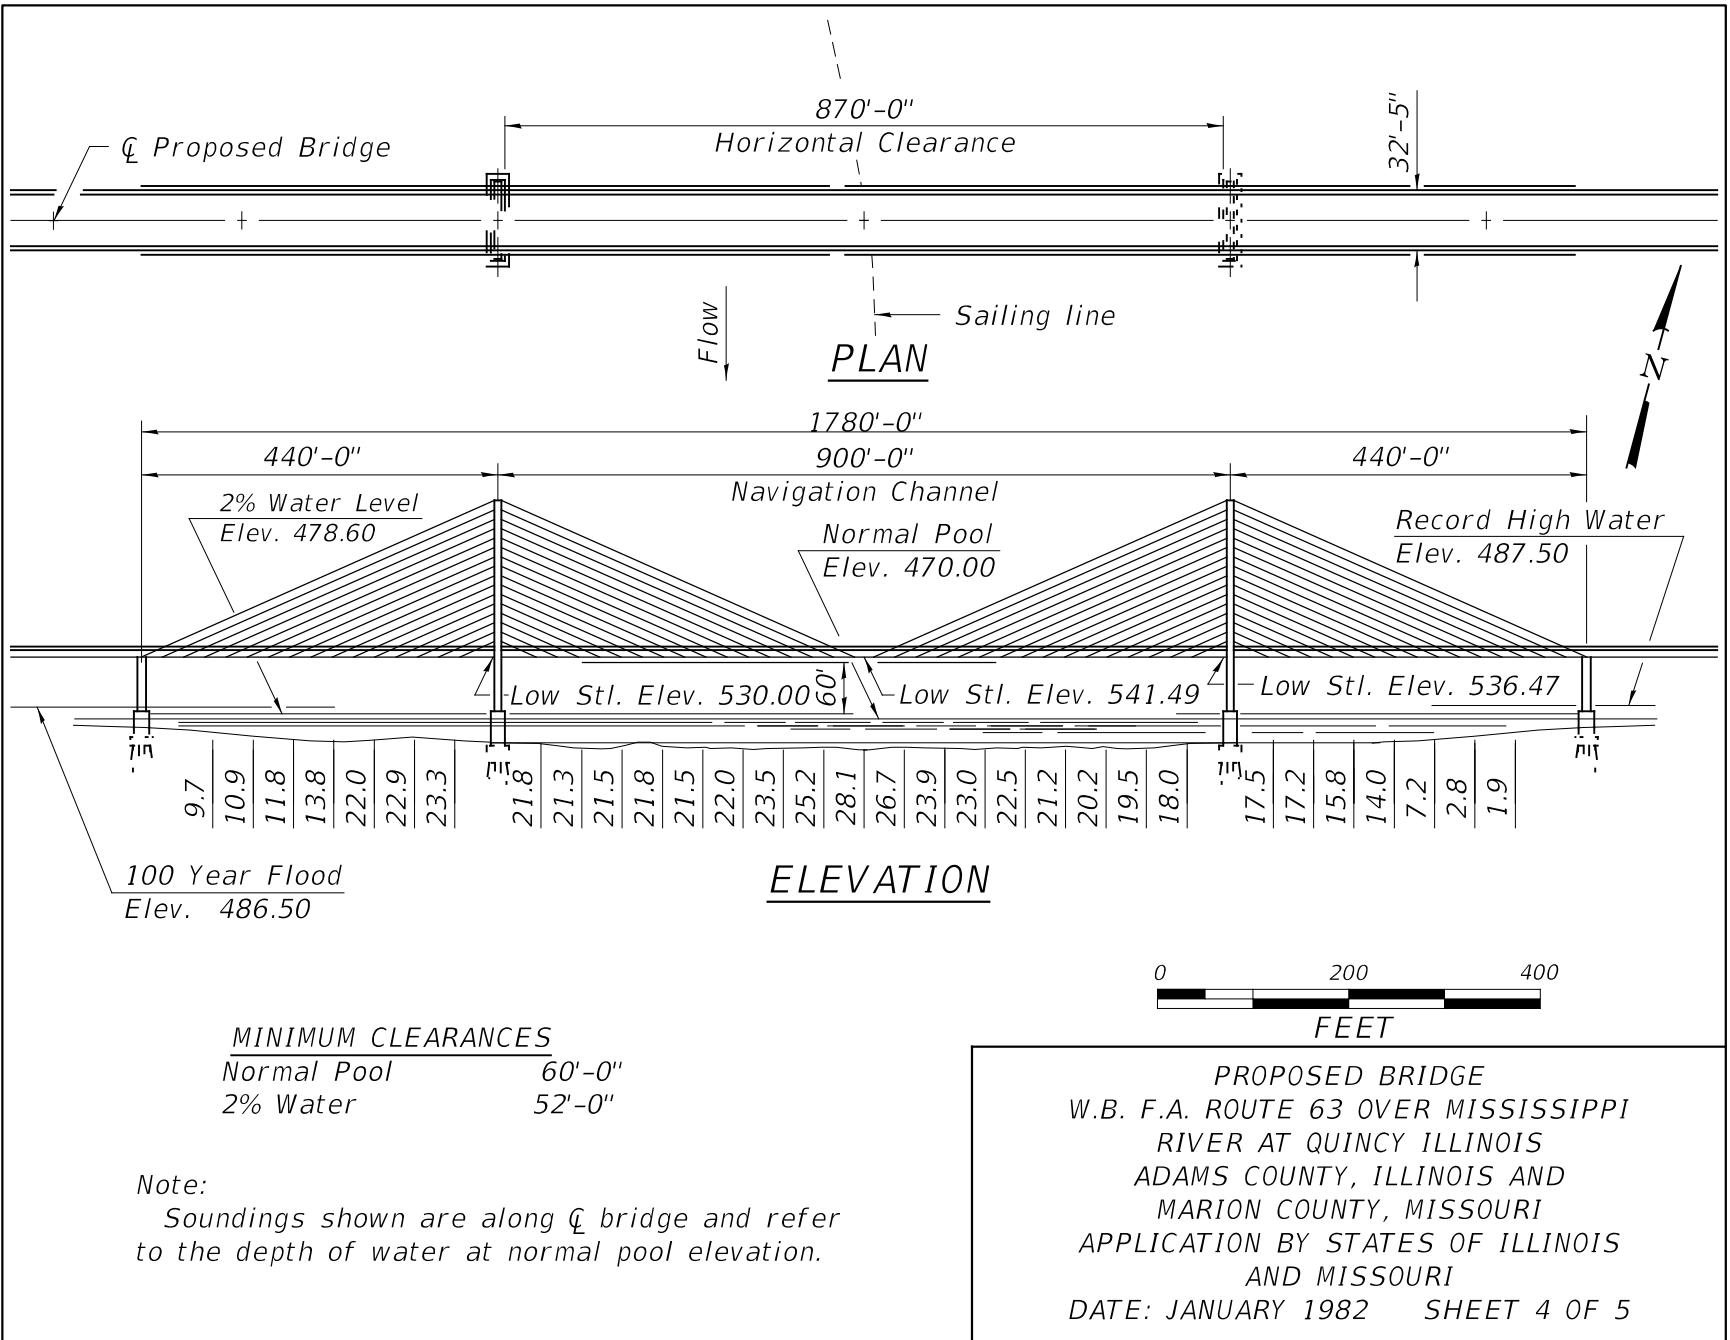 870'-0"
Horizontal Clearance
32'-5"
℄ Proposed Bridge
Flow
Sailing line
PLAN
N
1780'-0"
440'-0"
900'-0"
440'-0"
Navigation Channel
2% Water Level
Elev. 478.60
Normal Pool
Elev. 470.00
Record High Water
Elev. 487.50
Low Stl. Elev. 530.00
60'
Low Stl. Elev. 541.49
Low Stl. Elev. 536.47
9.7
10.9
11.8
13.8
22.0
22.9
23.3
21.8
21.3
21.5
21.8
21.5
22.0
23.5
25.2
28.1
26.7
23.9
23.0
22.5
21.2
20.2
19.5
18.0
17.5
17.2
15.8
14.0
7.2
2.8
1.9
100 Year Flood
Elev. 486.50
ELEVATION
0 200 400
FEET
MINIMUM CLEARANCES
Normal Pool 60'-0"
2% Water 52'-0"
Note:
Soundings shown are along ℄ bridge and refer
to the depth of water at normal pool elevation.
PROPOSED BRIDGE
W.B. F.A. ROUTE 63 OVER MISSISSIPPI
RIVER AT QUINCY ILLINOIS
ADAMS COUNTY, ILLINOIS AND
MARION COUNTY, MISSOURI
APPLICATION BY STATES OF ILLINOIS
AND MISSOURI
DATE: JANUARY 1982 SHEET 4 OF 5